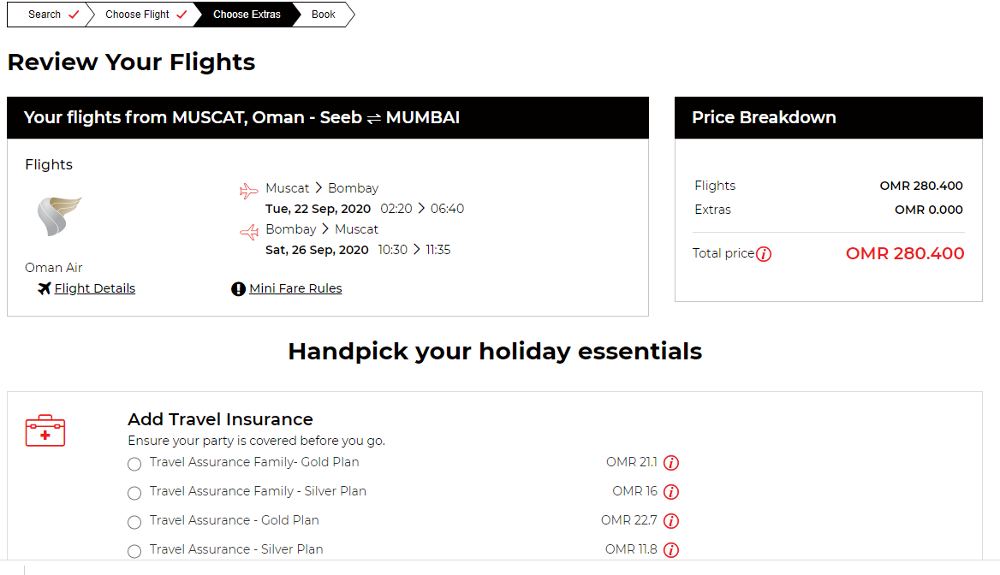 Search Choose Flight Choose Extras Book
Review Your Flights
Your flights from MUSCAT, Oman - Seeb ⇌ MUMBAI
Flights
Muscat > Bombay
Tue, 22 Sep, 2020 02:20 > 06:40
Bombay > Muscat
Sat, 26 Sep, 2020 10:30 > 11:35
Oman Air
Flight Details Mini Fare Rules
Price Breakdown
Flights OMR 280.400
Extras OMR 0.000
Total price OMR 280.400
Handpick your holiday essentials
Add Travel Insurance
Ensure your party is covered before you go.
Travel Assurance Family- Gold Plan OMR 21.1
Travel Assurance Family - Silver Plan OMR 16
Travel Assurance - Gold Plan OMR 22.7
Travel Assurance - Silver Plan OMR 11.8